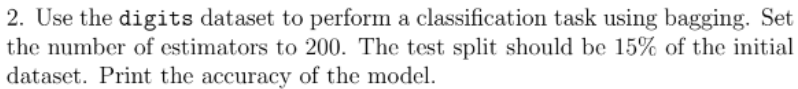 2. Use the digits dataset to perform a classification task using bagging. Set
the number of estimators to 200. The test split should be 15% of the initial
dataset. Print the accuracy of the model.